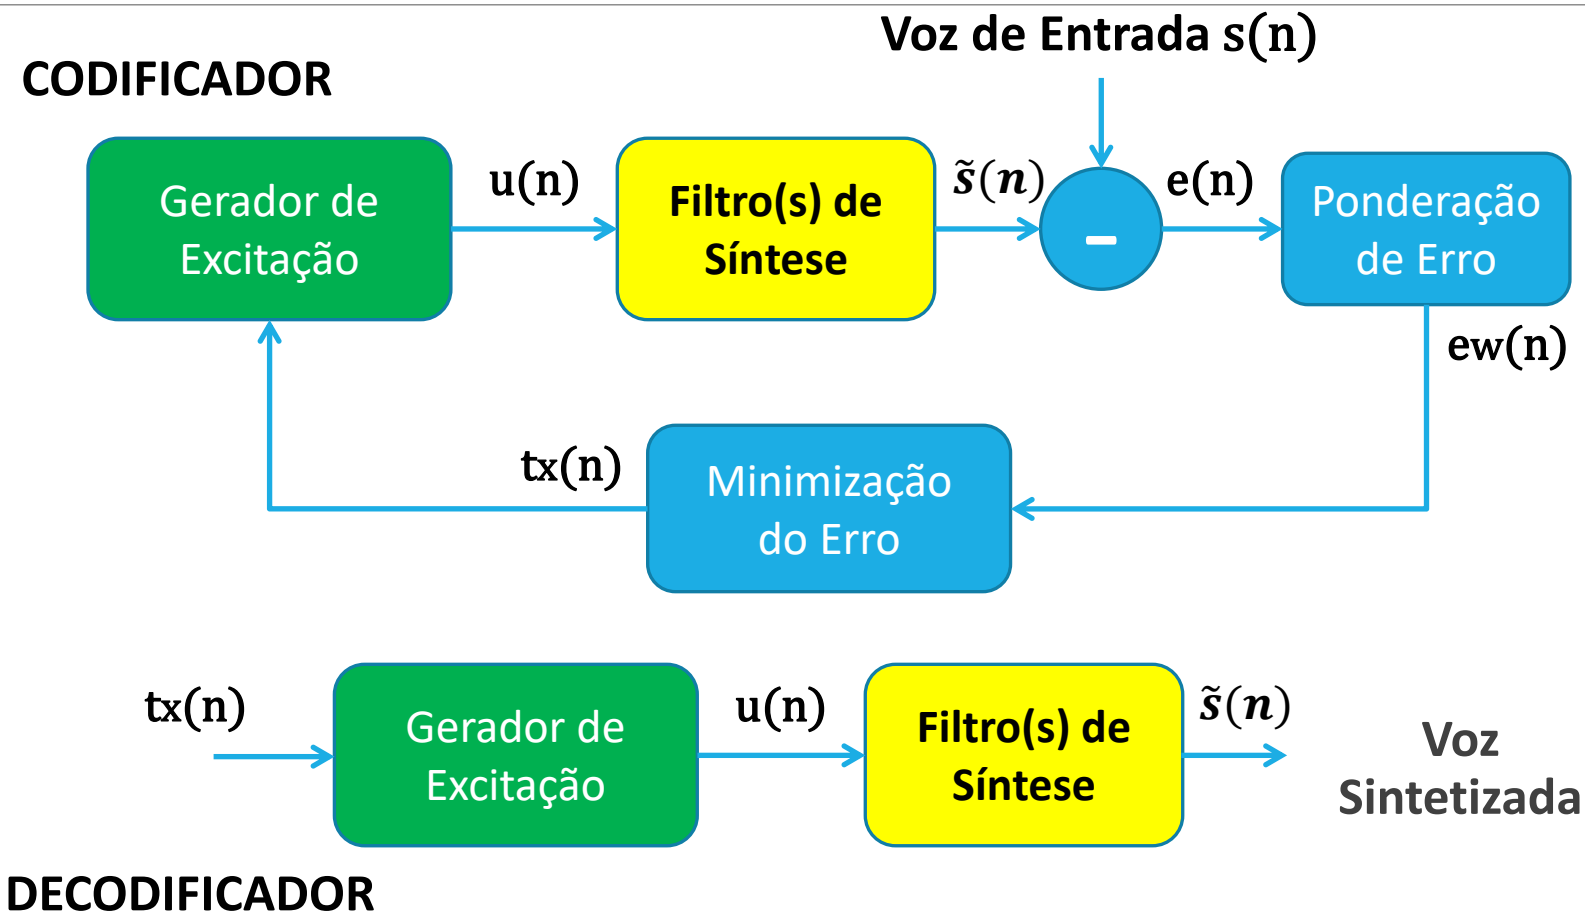 Voz de Entrada s(n)
CODIFICADOR
Gerador de
Excitação
u(n)
Filtro(s) de
Síntese
s̃(n)
-
e(n)
Ponderação
de Erro
ew(n)
tx(n)
Minimização
do Erro
tx(n)
Gerador de
Excitação
u(n)
Filtro(s) de
Síntese
s̃(n)
Voz
Sintetizada
DECODIFICADOR